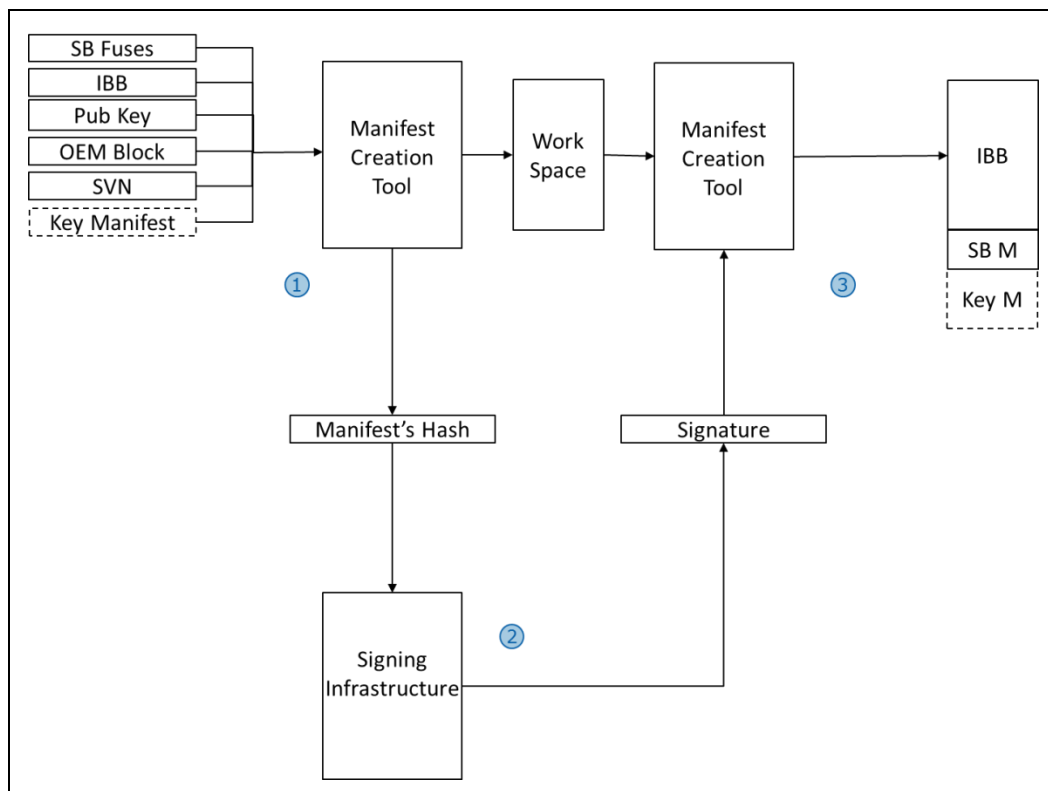 SB Fuses
IBB
Pub Key
OEM Block
SVN
Key Manifest
Manifest
Creation
Tool
Work
Space
Manifest
Creation
Tool
IBB
SB M
Key M
1
3
Manifest's Hash
Signature
2
Signing
Infrastructure